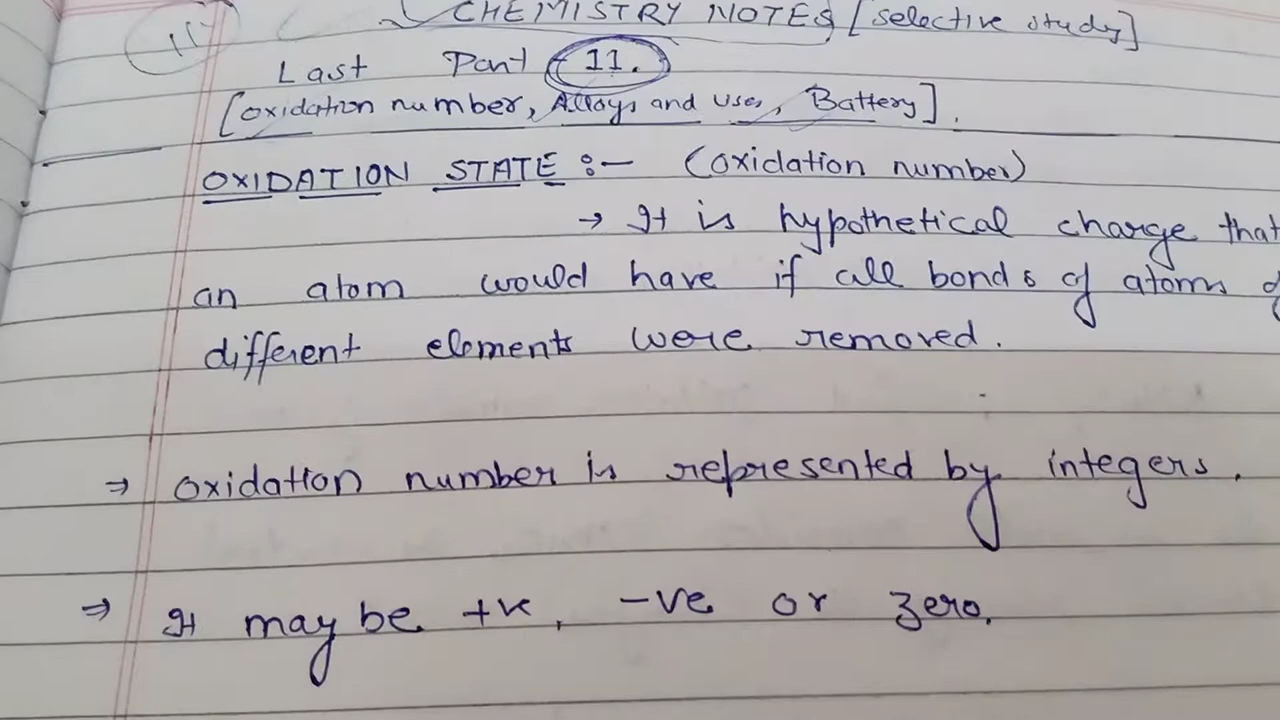 11
CHEMISTRY NOTES [selective study]
Last Part 11.
[oxidation number, Alloys and Uses, Battery].
OXIDATION STATE :- (oxidation number)
→ It is hypothetical charge that
an atom would have if all bonds of atoms of
different elements were removed.
⇒ oxidation number is represented by integers.
⇒ It may be +ve, -ve or zero.